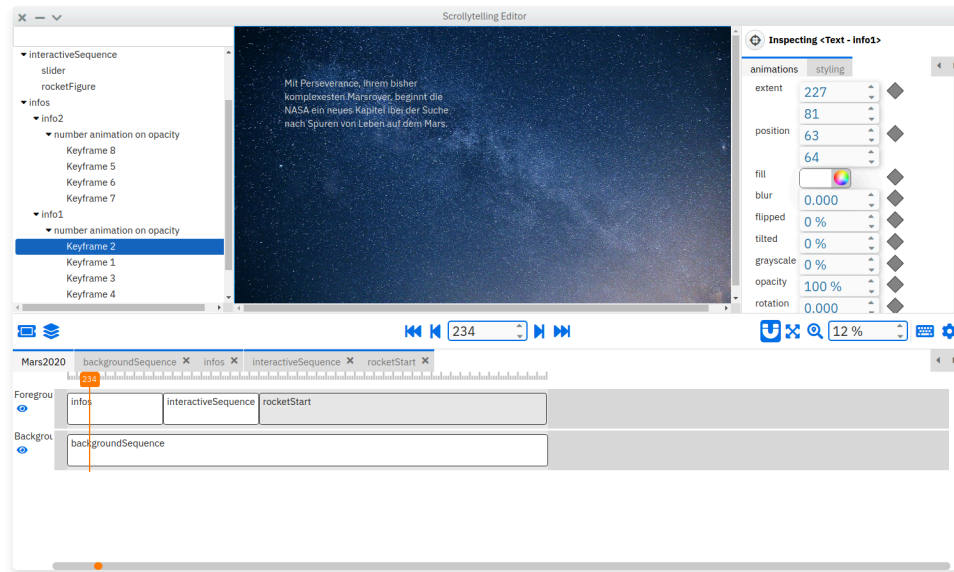 Scrollytelling Editor
interactiveSequence
slider
rocketFigure
infos
info2
number animation on opacity
Keyframe 8
Keyframe 5
Keyframe 6
Keyframe 7
info1
number animation on opacity
Keyframe 2
Keyframe 1
Keyframe 3
Keyframe 4
Mit Perseverance, ihrem bisher
komplexesten Marsrover, beginnt die
NASA ein neues Kapitel ibei der Suche
nach Spuren von Leben auf dem Mars.
Inspecting <Text - info1>
animations styling
extent 227
81
position 63
64
fill
blur 0.000
flipped 0 %
tilted 0 %
grayscale 0 %
opacity 100 %
rotation 0.000
234
12 %
Mars2020 backgroundSequence infos interactiveSequence rocketStart
234
Foregrou
infos interactiveSequence rocketStart
Backgrou
backgroundSequence